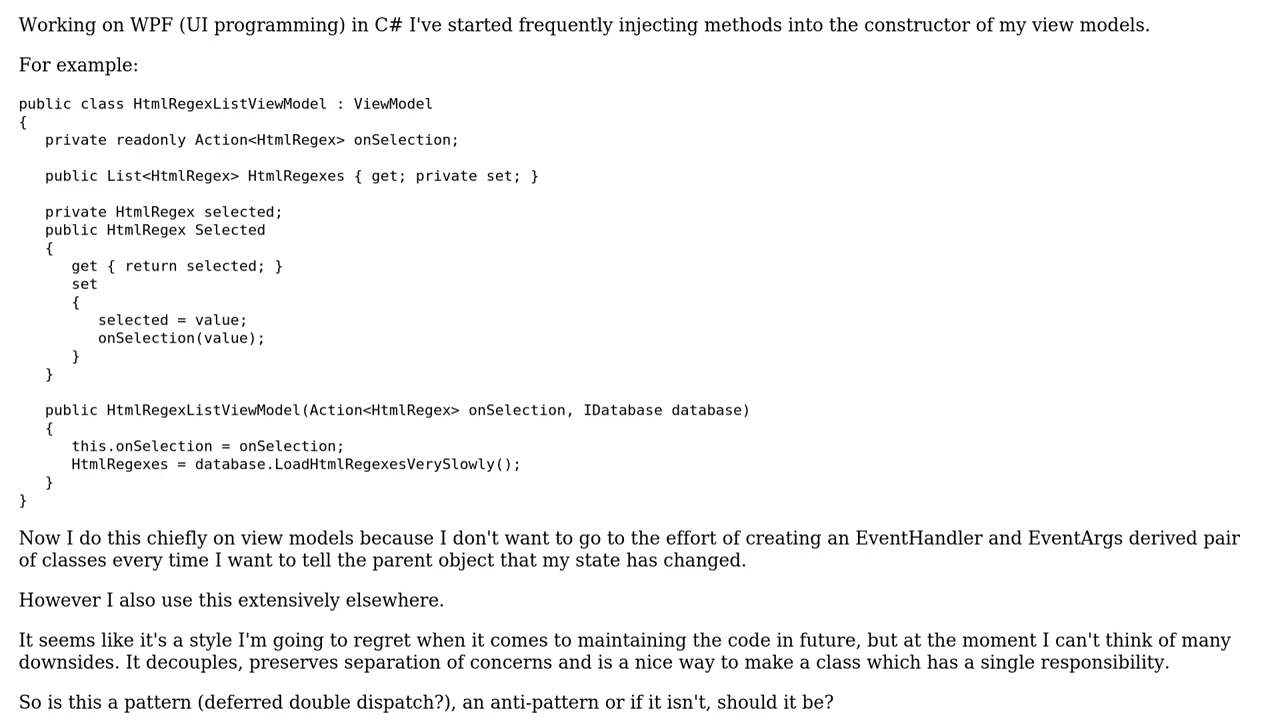 Working on WPF (UI programming) in C# I've started frequently injecting methods into the constructor of my view models.
For example:
public class HtmlRegexListViewModel : ViewModel
{
   private readonly Action<HtmlRegex> onSelection;
   public List<HtmlRegex> HtmlRegexes { get; private set; }
   private HtmlRegex selected;
   public HtmlRegex Selected
   {
      get { return selected; }
      set
      {
         selected = value;
         onSelection(value);
      }
   }
   public HtmlRegexListViewModel(Action<HtmlRegex> onSelection, IDatabase database)
   {
      this.onSelection = onSelection;
      HtmlRegexes = database.LoadHtmlRegexesVerySlowly();
   }
}
Now I do this chiefly on view models because I don't want to go to the effort of creating an EventHandler and EventArgs derived pair
of classes every time I want to tell the parent object that my state has changed.
However I also use this extensively elsewhere.
It seems like it's a style I'm going to regret when it comes to maintaining the code in future, but at the moment I can't think of many
downsides. It decouples, preserves separation of concerns and is a nice way to make a class which has a single responsibility.
So is this a pattern (deferred double dispatch?), an anti-pattern or if it isn't, should it be?